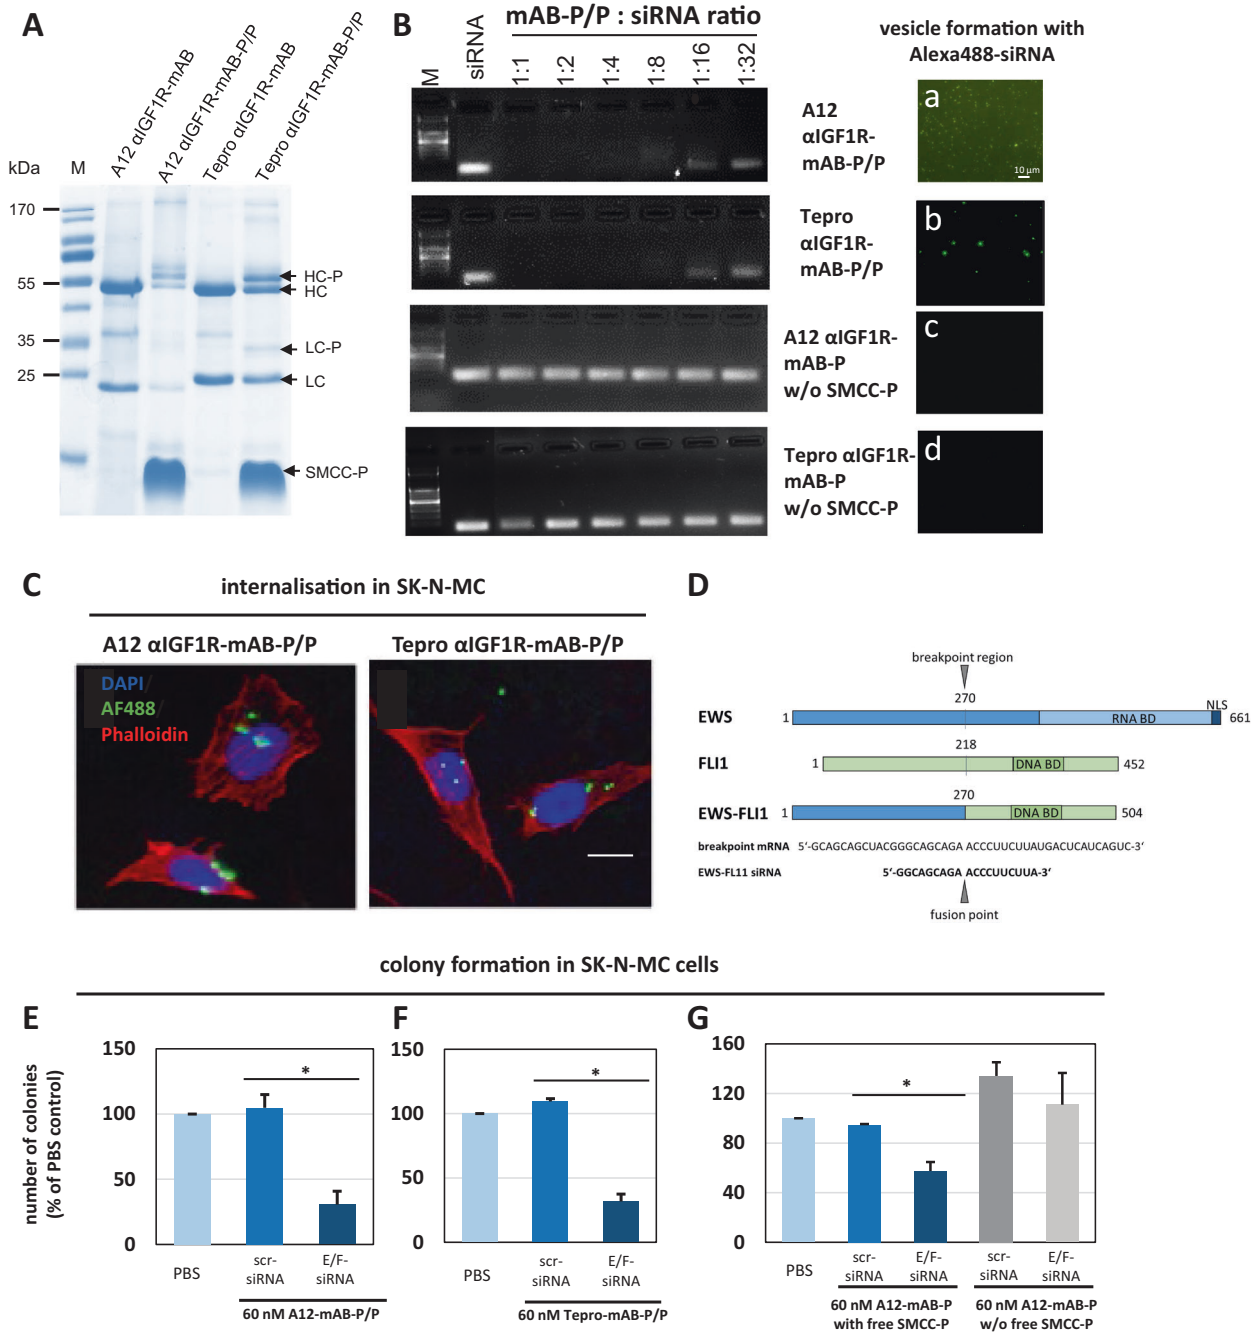 A
A12 αIGF1R-mAB
A12 αIGF1R-mAB-P/P
Tepro αIGF1R-mAB
Tepro αIGF1R-mAB-P/P
kDa
M
170
55
35
25
HC-P
HC
LC-P
LC
SMCC-P
B
mAB-P/P : siRNA ratio
M
siRNA
1:1
1:2
1:4
1:8
1:16
1:32
A12
αIGF1R-
mAB-P/P
Tepro
αIGF1R-
mAB-P/P
A12 αIGF1R-
mAB-P
w/o SMCC-P
Tepro αIGF1R-
mAB-P
w/o SMCC-P
vesicle formation with
Alexa488-siRNA
a
10 µm
b
c
d
C
internalisation in SK-N-MC
A12 αIGF1R-mAB-P/P
Tepro αIGF1R-mAB-P/P
DAPI/
AF488/
Phalloidin
D
breakpoint region
270
NLS
EWS
1
RNA BD
661
218
FLI1
1
DNA BD
452
270
EWS-FLI1
1
DNA BD
504
breakpoint mRNA 5‘-GCAGCAGCUACGGGCAGCAGA ACCCUUCUUAUGACUCAUCAGUC-3‘
EWS-FL11 siRNA 5‘-GGCAGCAGA ACCCUUCUUA-3‘
fusion point
colony formation in SK-N-MC cells
E
number of colonies
(% of PBS control)
150
100
50
0
*
PBS
scr-
siRNA
E/F-
siRNA
60 nM A12-mAB-P/P
F
150
100
50
0
*
PBS
scr-
siRNA
E/F-
siRNA
60 nM Tepro-mAB-P/P
G
160
120
80
40
0
*
PBS
scr-
siRNA
E/F-
siRNA
scr-
siRNA
E/F-
siRNA
60 nM A12-mAB-P
with free SMCC-P
60 nM A12-mAB-P
w/o free SMCC-P